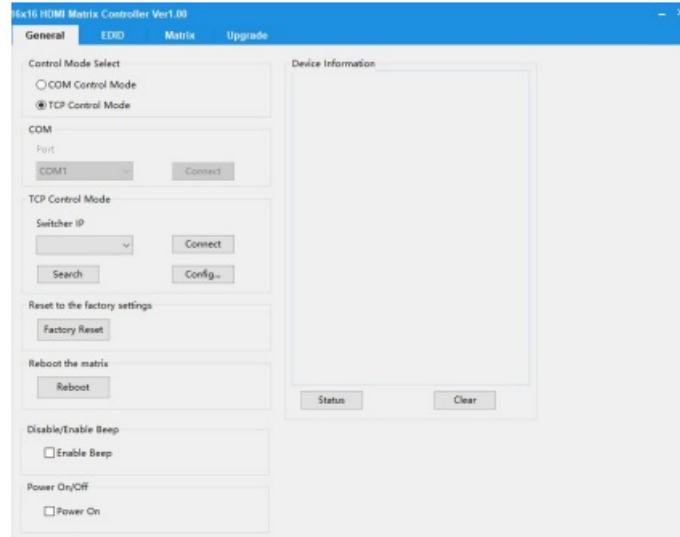 16x16 HDMI Matrix Controller Ver1.00
General EDID Matrix Upgrade
Control Mode Select
COM Control Mode
TCP Control Mode
COM
Port
COM1 Connect
TCP Control Mode
Switcher IP
Connect
Search Config...
Reset to the factory settings
Factory Reset
Reboot the matrix
Reboot
Disable/Enable Beep
Enable Beep
Power On/Off
Power On
Device Information
Status Clear